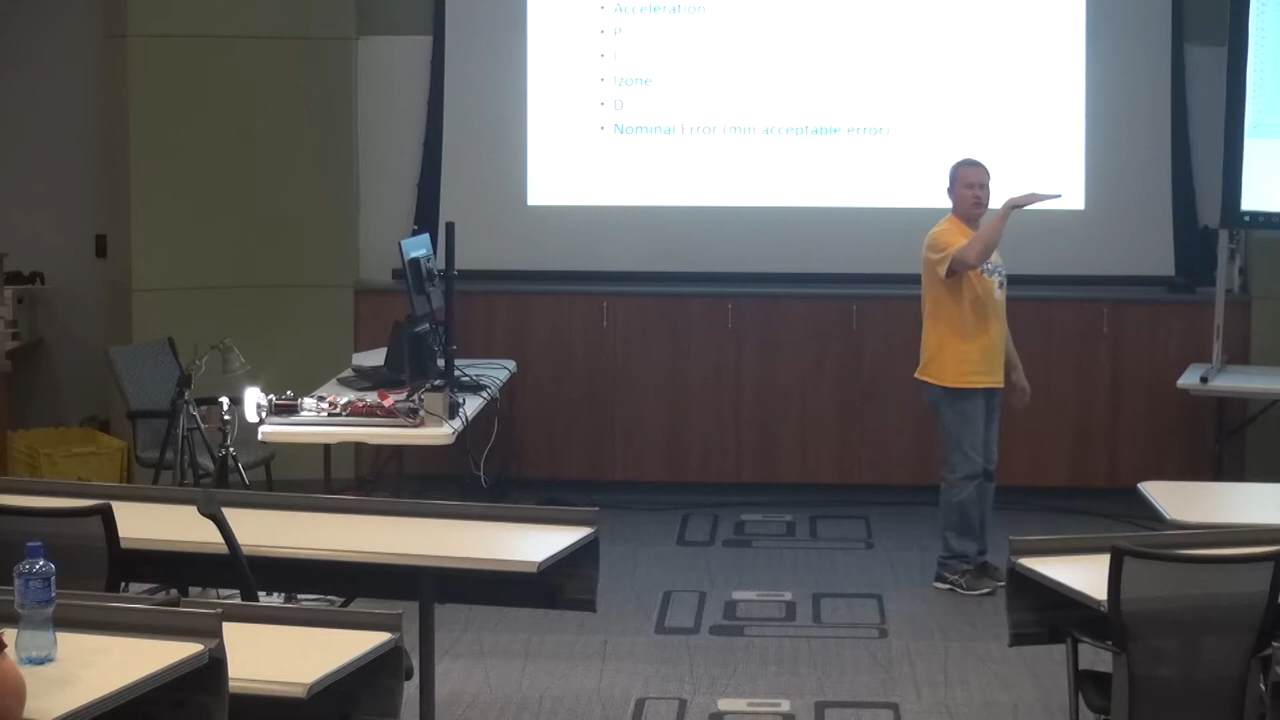 • Acceleration
• P
• I
• Izone
• D
• Nominal Error (min acceptable error)